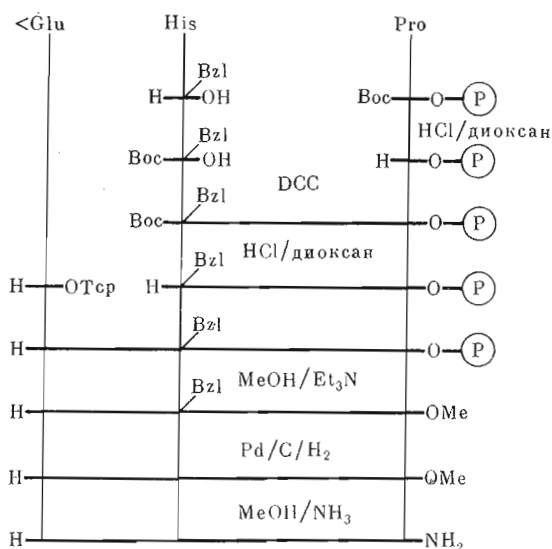 <Glu His Pro
Bzl
H OH Boc O P
HCl/диоксан
Bzl
Boc OH H O P
DCC
Bzl
Boc O P
HCl/диоксан
Bzl
H OTcp H O P
Bzl
H O P
MeOH/Et₃N
Bzl
H OMe
Pd/C/H₂
H OMe
MeOH/NH₃
H NH₂